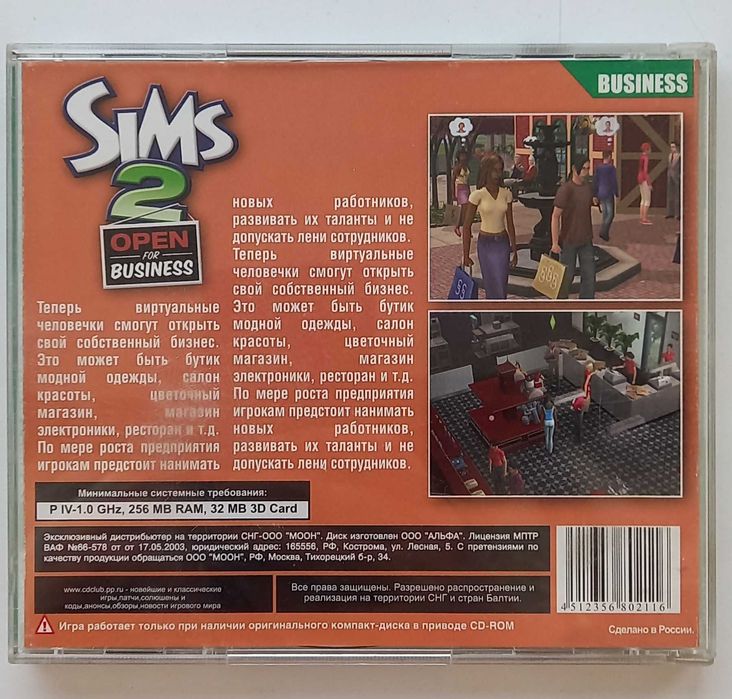 BUSINESS
SIMS
2
OPEN
FOR
BUSINESS
Теперь виртуальные
человечки смогут открыть
свой собственный бизнес.
Это может быть бутик
модной одежды, салон
красоты, цветочный
магазин, магазин
электроники, ресторан и т.д.
По мере роста предприятия
игрокам предстоит нанимать
новых работников,
развивать их таланты и не
допускать лени сотрудников.
Теперь виртуальные
человечки смогут открыть
свой собственный бизнес.
Это может быть бутик
модной одежды, салон
красоты, цветочный
магазин, магазин
электроники, ресторан и т.д.
По мере роста предприятия
игрокам предстоит нанимать
новых работников,
развивать их таланты и не
допускать лени сотрудников.
Минимальные системные требования:
P IV-1.0 GHz, 256 MB RAM, 32 MB 3D Card
Эксклюзивный дистрибьютер на территории СНГ-ООО "МООН". Диск изготовлен ООО "АЛЬФА". Лицензия МПТР
ВАФ №66-578 от от 17.05.2003, юридический адрес: 165556, РФ, Кострома, ул. Лесная, 5. С претензиями по
качеству продукции обращаться ООО "МООН", РФ, Москва, Тихорецкий б-р, 34.
www.cdclub.pp.ru - новейшие и классические
игры,патчи,солюшены и
коды,анонсы,обзоры,новости игрового мира
Все права защищены. Разрешено распространение и
реализация на территории СНГ и стран Балтии.
4 512356 802116
Игра работает только при наличии оригинального компакт-диска в приводе CD-ROM
Сделано в России.